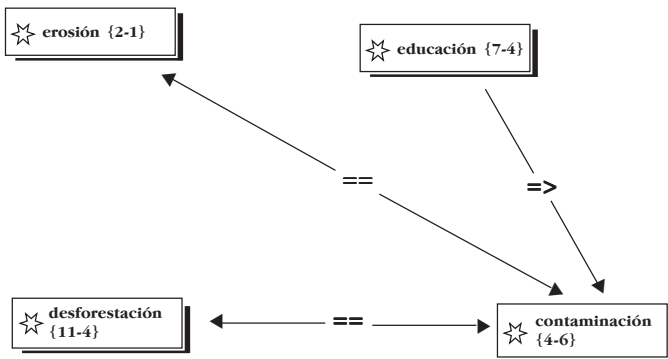 erosión {2-1}
educación {7-4}
==
=>
desforestación
{11-4}
==
contaminación
{4-6}